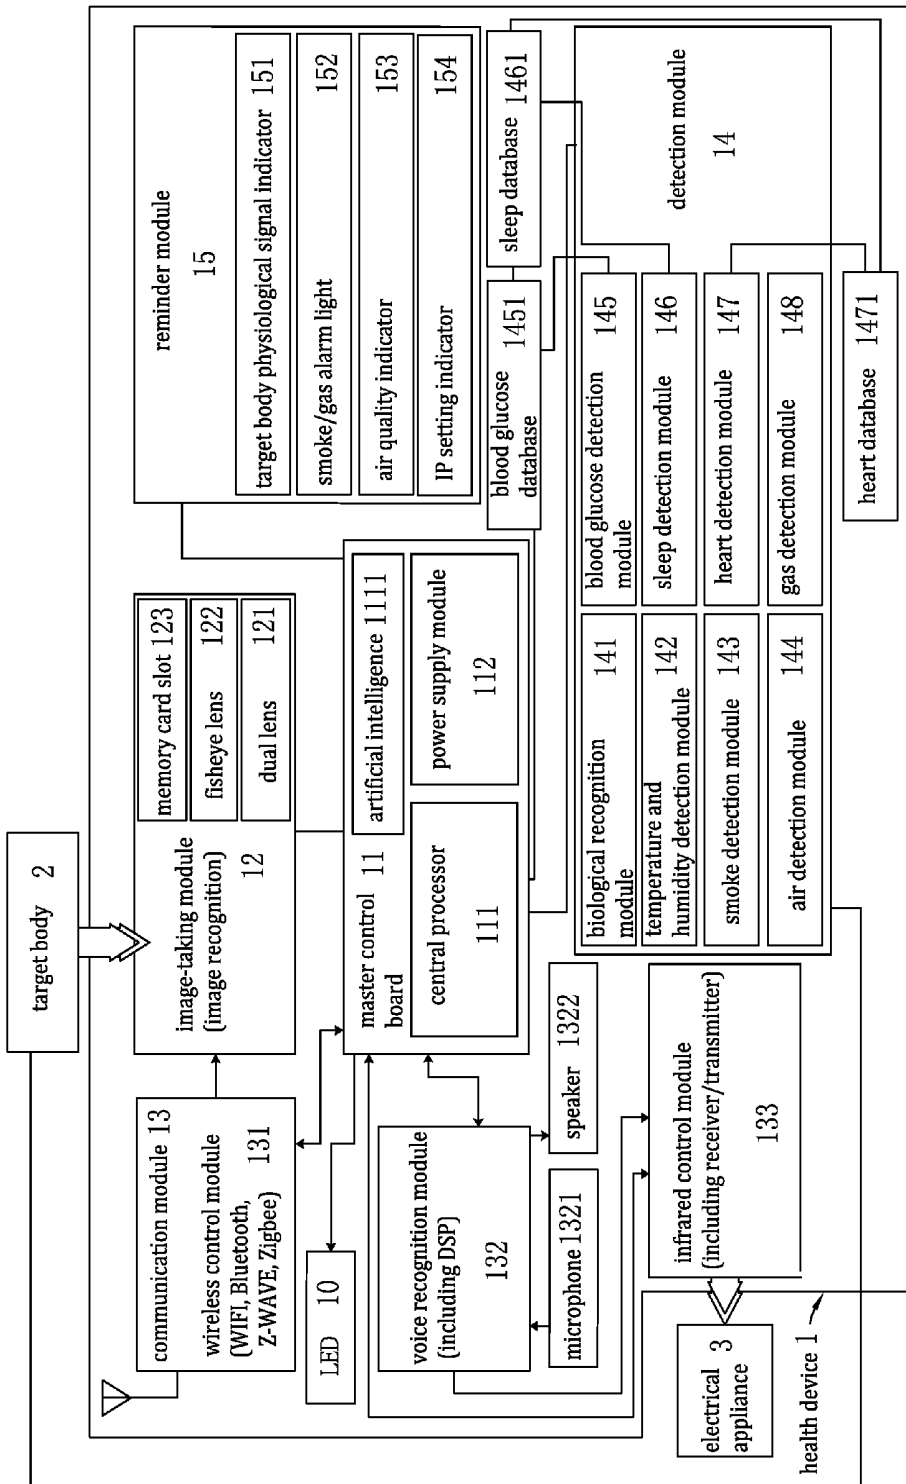 target body 2
communication module 13
wireless control module
(WIFI, Bluetooth, 131
Z-WAVE, Zigbee)
image-taking module
(image recognition)
12
memory card slot 123
fisheye lens 122
dual lens 121
reminder module
15
target body physiological signal indicator 151
smoke/gas alarm light 152
air quality indicator 153
IP setting indicator 154
LED 10
master control 11
board
artificial intelligence 1111
central processor
111
power supply module
112
blood glucose
database 1451
sleep database 1461
voice recognition module
(including DSP)
132
microphone 1321
speaker 1322
biological recognition
module 141
temperature and
humidity detection module 142
smoke detection module 143
air detection module 144
blood glucose detection
module 145
sleep detection module 146
heart detection module 147
gas detection module 148
detection module
14
infrared control module
(including receiver/transmitter)
133
electrical
appliance 3
heart database 1471
health device 1